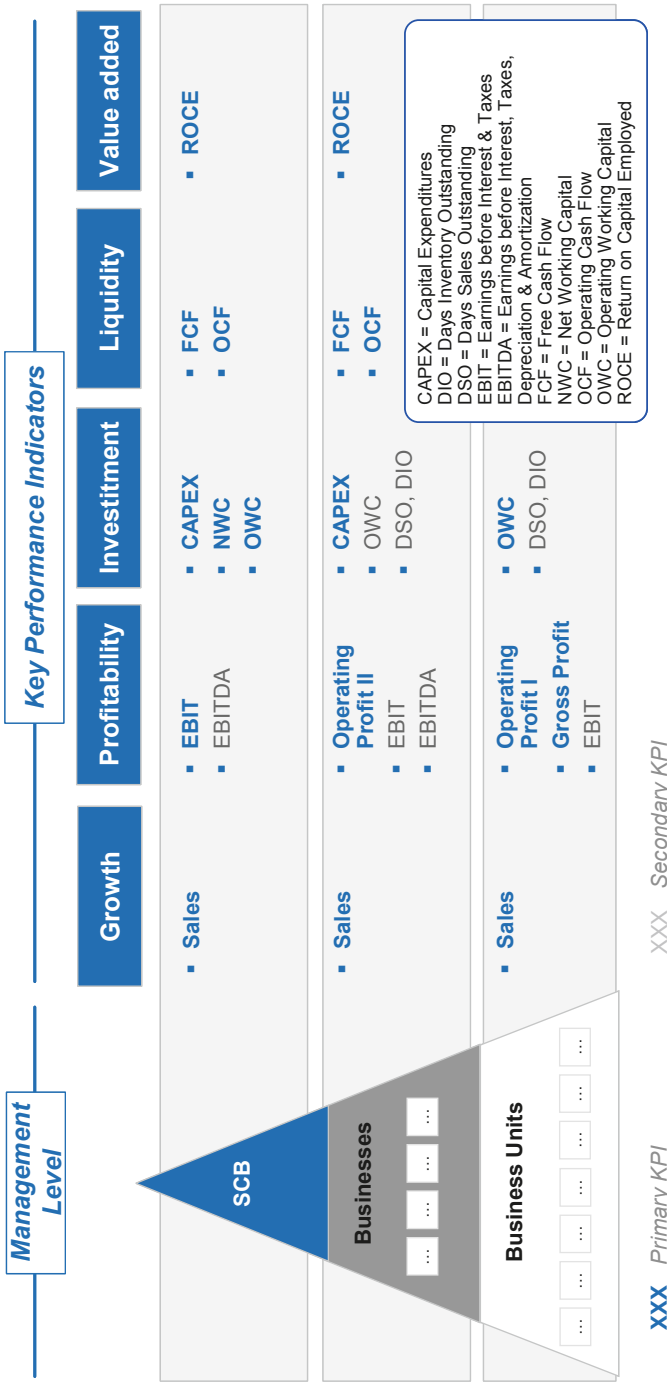 Management
Level
Key Performance Indicators
Growth
Profitability
Investitment
Liquidity
Value added
SCB
▪ Sales
▪ EBIT
▪ EBITDA
▪ CAPEX
▪ NWC
▪ OWC
▪ FCF
▪ OCF
▪ ROCE
Businesses
... ... ... ...
▪ Sales
▪ Operating
Profit II
▪ EBIT
▪ EBITDA
▪ CAPEX
▪ OWC
▪ DSO, DIO
▪ FCF
▪ OCF
▪ ROCE
Business Units
... ... ... ... ... ... ...
▪ Sales
▪ Operating
Profit I
▪ Gross Profit
▪ EBIT
▪ OWC
▪ DSO, DIO
CAPEX = Capital Expenditures
DIO = Days Inventory Outstanding
DSO = Days Sales Outstanding
EBIT = Earnings before Interest & Taxes
EBITDA = Earnings before Interest, Taxes,
Depreciation & Amortization
FCF = Free Cash Flow
NWC = Net Working Capital
OCF = Operating Cash Flow
OWC = Operating Working Capital
ROCE = Return on Capital Employed
XXX Primary KPI
XXX Secondary KPI